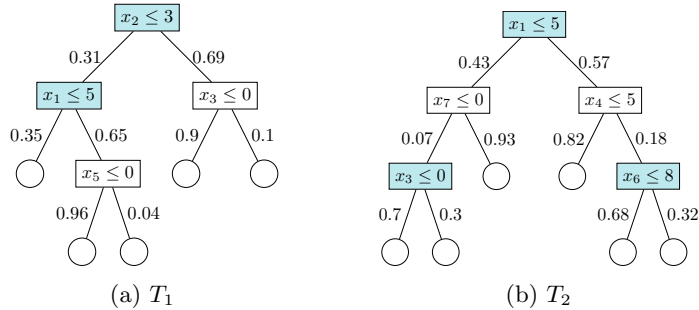 x₂ ≤ 3
0.31 0.69
x₁ ≤ 5 x₃ ≤ 0
0.35 0.65 0.9 0.1
x₅ ≤ 0
0.96 0.04
(a) T₁
x₁ ≤ 5
0.43 0.57
x₇ ≤ 0 x₄ ≤ 5
0.07 0.93 0.82 0.18
x₃ ≤ 0 x₆ ≤ 8
0.7 0.3 0.68 0.32
(b) T₂